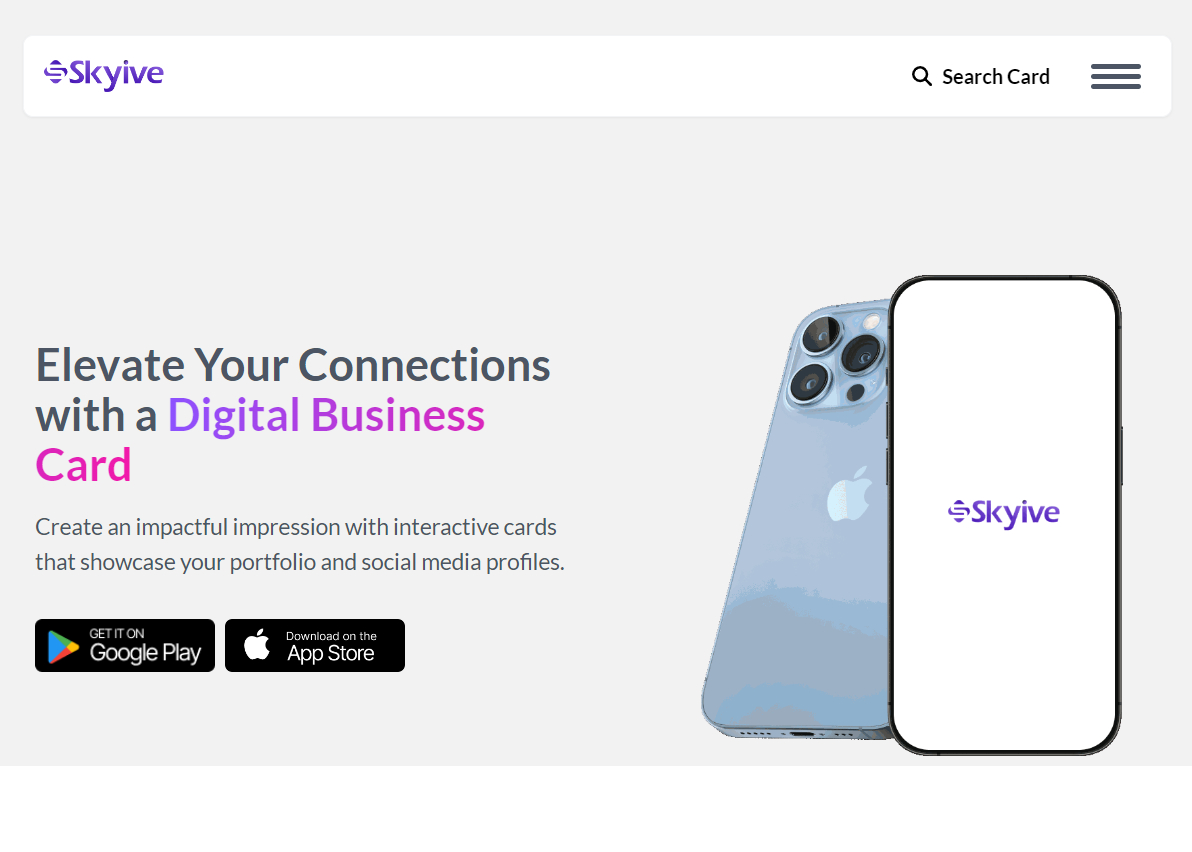 Skyive
Search Card
Elevate Your Connections
with a Digital Business
Card
Create an impactful impression with interactive cards
that showcase your portfolio and social media profiles.
GET IT ON
Google Play
Download on the
App Store
Skyive